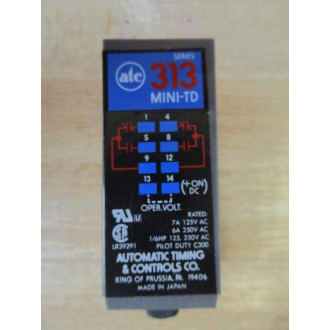 SERIES
atc 313
MINI-TD
1 4
5 8
9 12
13 14
(+ON DC)
OPER. VOLT.
RATED:
7A 125V AC
6A 250V AC
1/6HP 125, 250V AC
LR39291 PILOT DUTY C300
AUTOMATIC TIMING
& CONTROLS CO.
KING OF PRUSSIA, PA. 19406
MADE IN JAPAN